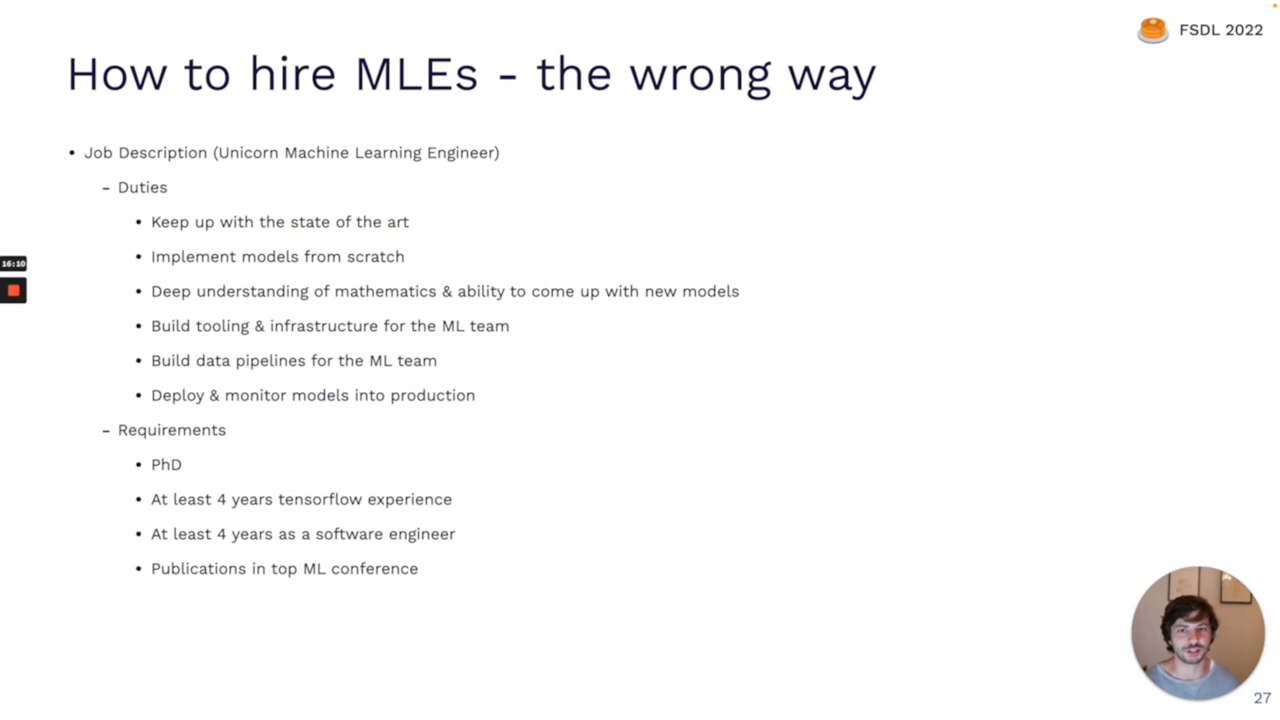 FSDL 2022
How to hire MLEs - the wrong way
• Job Description (Unicorn Machine Learning Engineer)
– Duties
• Keep up with the state of the art
• Implement models from scratch
• Deep understanding of mathematics & ability to come up with new models
• Build tooling & infrastructure for the ML team
• Build data pipelines for the ML team
• Deploy & monitor models into production
– Requirements
• PhD
• At least 4 years tensorflow experience
• At least 4 years as a software engineer
• Publications in top ML conference
16:10
27